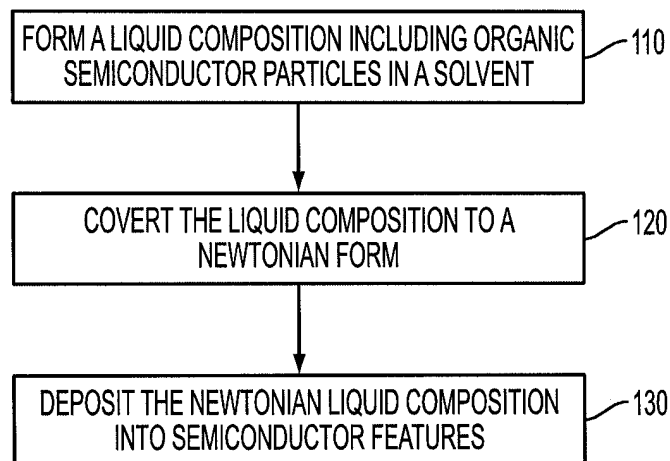 FORM A LIQUID COMPOSITION INCLUDING ORGANIC
SEMICONDUCTOR PARTICLES IN A SOLVENT
110
COVERT THE LIQUID COMPOSITION TO A
NEWTONIAN FORM
120
DEPOSIT THE NEWTONIAN LIQUID COMPOSITION
INTO SEMICONDUCTOR FEATURES
130